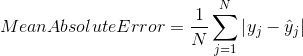 MeanAbsoluteError = \frac{1}{N} \sum_{j=1}^{N} |y_j - \hat{y}_j|